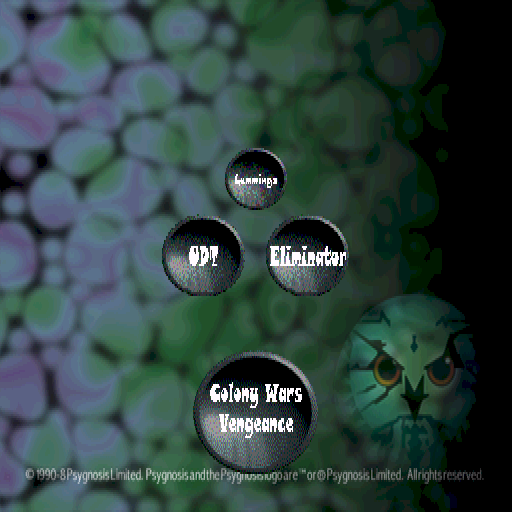 Lemmings
ODT
Eliminator
Colony Wars
Vengeance
© 1990-8 Psygnosis Limited. Psygnosis and the Psygnosis logo are ™ or ® Psygnosis Limited. All rights reserved.